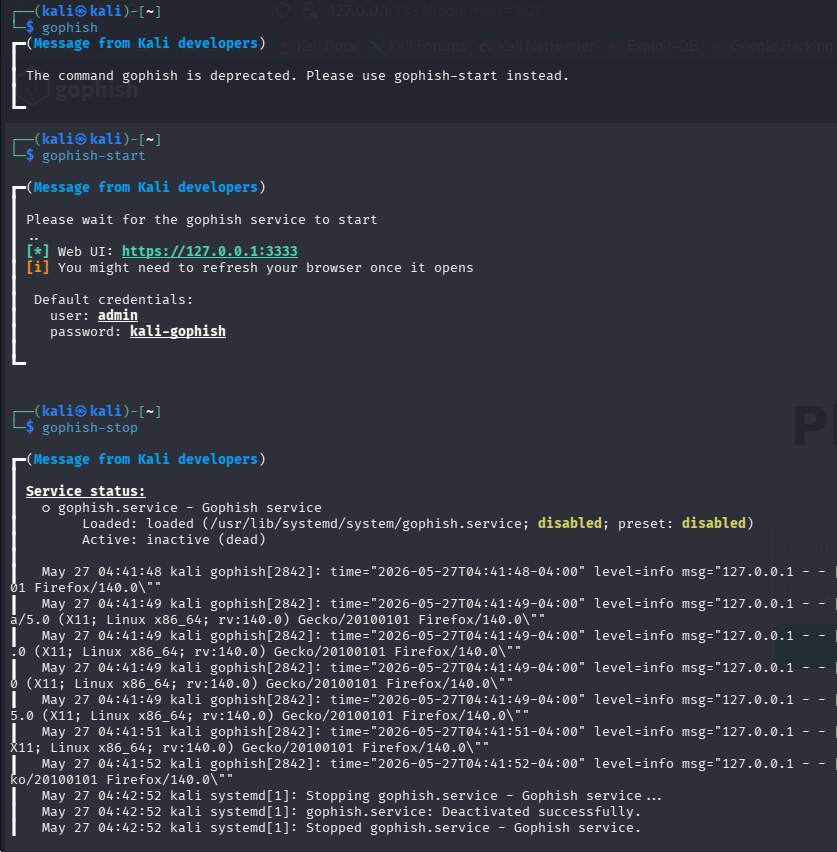 127.0.0.1:3333
Kali Docs Kali Forums Kali NetHunter Exploit-DB Google Hacking
gophish
┌──(kali㉿kali)-[~]
└─$ gophish
┏━(Message from Kali developers)
┃
┃ The command gophish is deprecated. Please use gophish-start instead.
┃
┗━
┌──(kali㉿kali)-[~]
└─$ gophish-start
┏━(Message from Kali developers)
┃
┃ Please wait for the gophish service to start
┃ ..
┃ [*] Web UI: https://127.0.0.1:3333
┃ [i] You might need to refresh your browser once it opens
┃
┃  Default credentials:
┃    user: admin
┃    password: kali-gophish
┃
┗━
┌──(kali㉿kali)-[~]
└─$ gophish-stop
┏━(Message from Kali developers)
┃
┃ Service status:
┃   ○ gophish.service - Gophish service
┃        Loaded: loaded (/usr/lib/systemd/system/gophish.service; disabled; preset: disabled)
┃        Active: inactive (dead)
┃
┃   May 27 04:41:48 kali gophish[2842]: time="2026-05-27T04:41:48-04:00" level=info msg="127.0.0.1 - - [
01 Firefox/140.0\""
┃   May 27 04:41:49 kali gophish[2842]: time="2026-05-27T04:41:49-04:00" level=info msg="127.0.0.1 - - [
a/5.0 (X11; Linux x86_64; rv:140.0) Gecko/20100101 Firefox/140.0\""
┃   May 27 04:41:49 kali gophish[2842]: time="2026-05-27T04:41:49-04:00" level=info msg="127.0.0.1 - - [
.0 (X11; Linux x86_64; rv:140.0) Gecko/20100101 Firefox/140.0\""
┃   May 27 04:41:49 kali gophish[2842]: time="2026-05-27T04:41:49-04:00" level=info msg="127.0.0.1 - - [
0 (X11; Linux x86_64; rv:140.0) Gecko/20100101 Firefox/140.0\""
┃   May 27 04:41:49 kali gophish[2842]: time="2026-05-27T04:41:49-04:00" level=info msg="127.0.0.1 - - [
5.0 (X11; Linux x86_64; rv:140.0) Gecko/20100101 Firefox/140.0\""
┃   May 27 04:41:51 kali gophish[2842]: time="2026-05-27T04:41:51-04:00" level=info msg="127.0.0.1 - - [
X11; Linux x86_64; rv:140.0) Gecko/20100101 Firefox/140.0\""
┃   May 27 04:41:52 kali gophish[2842]: time="2026-05-27T04:41:52-04:00" level=info msg="127.0.0.1 - - [
ko/20100101 Firefox/140.0\""
┃   May 27 04:42:52 kali systemd[1]: Stopping gophish.service - Gophish service...
┃   May 27 04:42:52 kali systemd[1]: gophish.service: Deactivated successfully.
┃   May 27 04:42:52 kali systemd[1]: Stopped gophish.service - Gophish service.